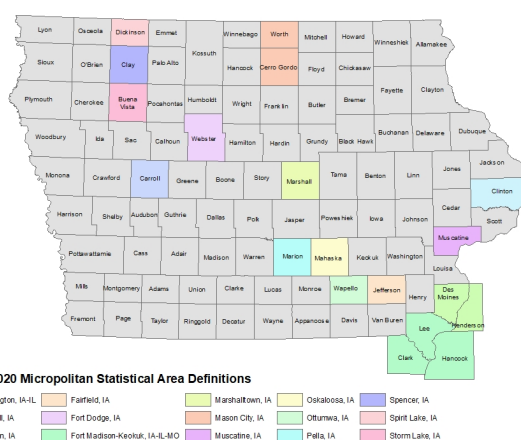 Lyon Osceola Dickinson Emmet Winnebago Worth Mitchell Howard Winneshiek Allamakee
Kossuth
Sioux O'Brien Clay Palo Alto Hancock Cerro Gordo Floyd Chickasaw
Fayette Clayton
Plymouth Cherokee Buena Vista Pocahontas Humboldt Wright Franklin Butler Bremer
Woodbury Ida Sac Calhoun Webster Hamilton Hardin Grundy Black Hawk Buchanan Delaware Dubuque
Jackson
Monona Crawford Carroll Greene Boone Story Marshall Tama Benton Linn Jones
Clinton
Cedar
Harrison Shelby Audubon Guthrie Dallas Polk Jasper Poweshiek Iowa Johnson Scott
Muscatine
Pottawattamie Cass Adair Madison Warren Marion Mahaska Keokuk Washington
Louisa
Mills Montgomery Adams Union Clarke Lucas Monroe Wapello Jefferson Henry Des Moines
Fremont Page Taylor Ringgold Decatur Wayne Appanoose Davis Van Buren Lee Henderson
Clark Hancock
020 Micropolitan Statistical Area Definitions
gton, IA-IL Fairfield, IA Marshalltown, IA Oskaloosa, IA Spencer, IA
ll, IA Fort Dodge, IA Mason City, IA Ottumwa, IA Spirit Lake, IA
n, IA Fort Madison-Keokuk, IA-IL-MO Muscatine, IA Pella, IA Storm Lake, IA